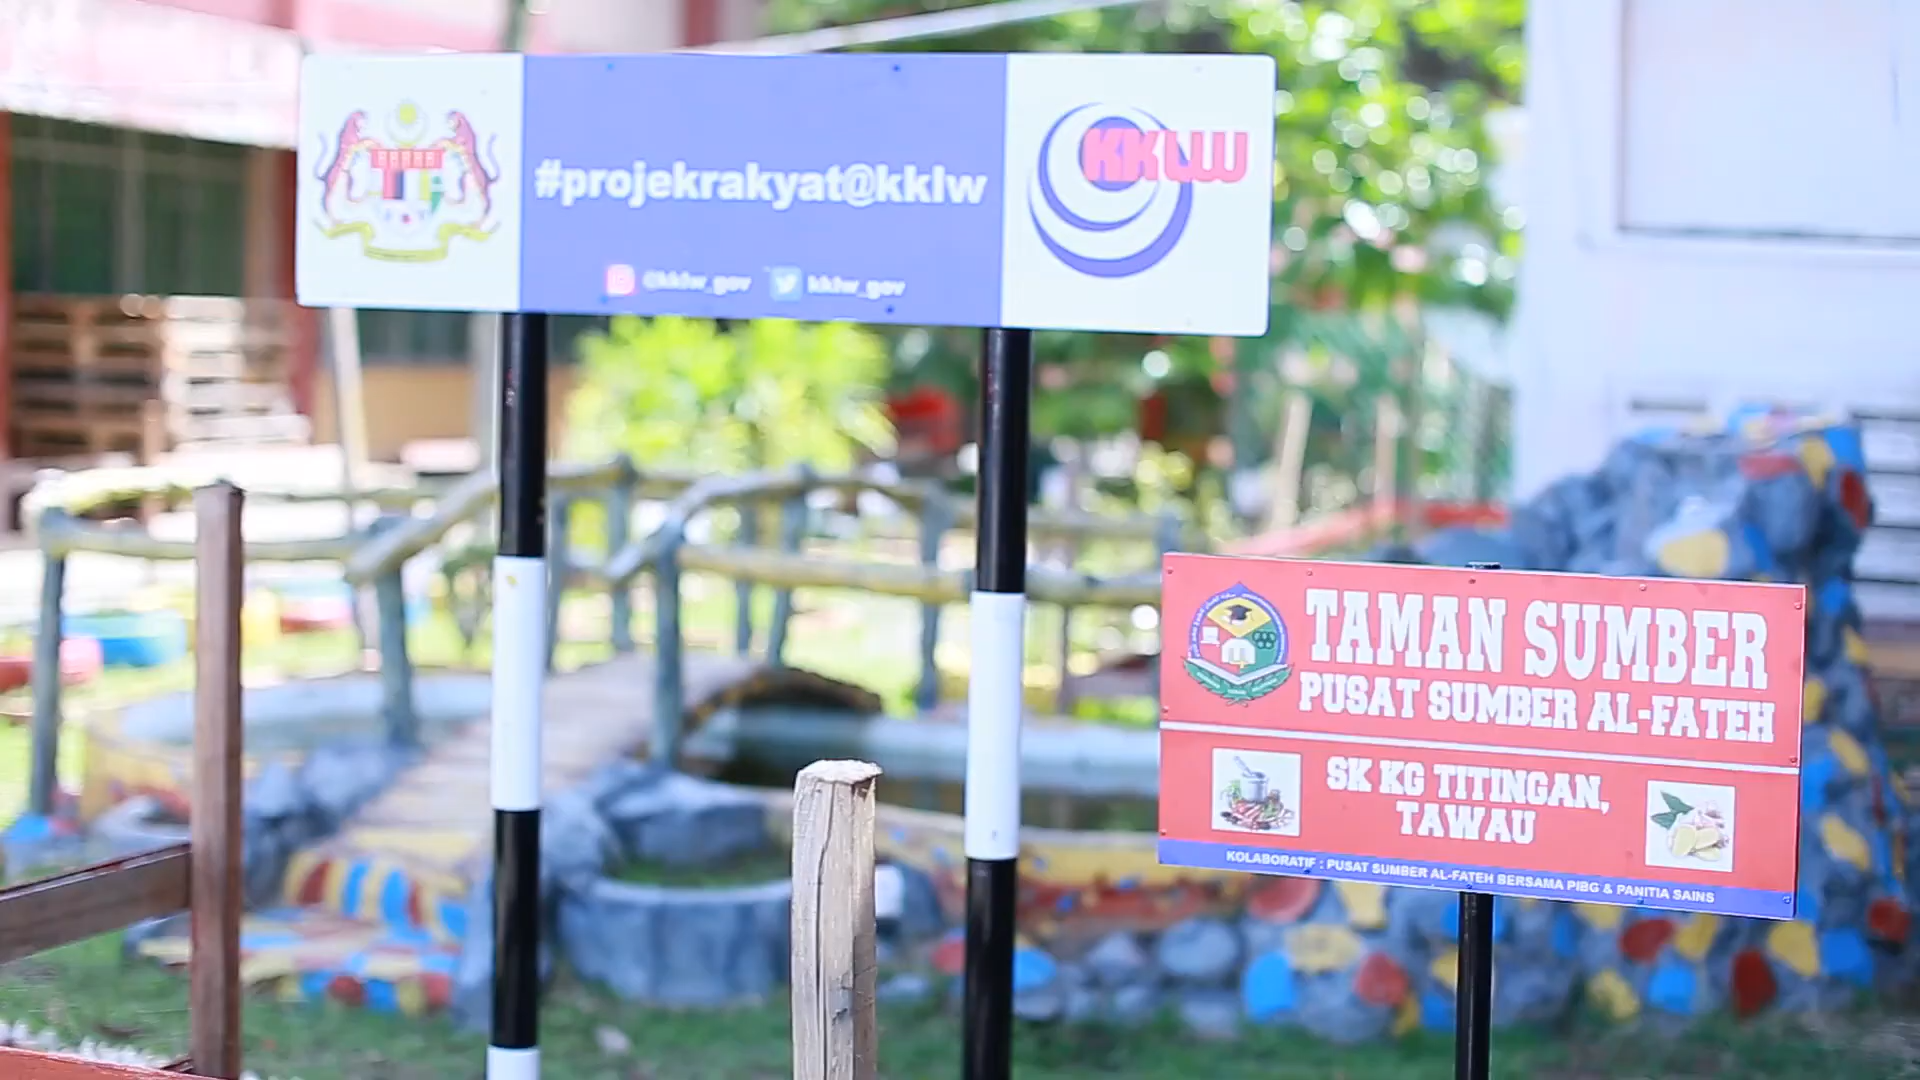 #projekrakyat@kklw
@kklw_gov kklw_gov
KKLW
TAMAN SUMBER
PUSAT SUMBER AL-FATEH
SK KG TITINGAN,
TAWAU
KOLABORATIF : PUSAT SUMBER AL-FATEH BERSAMA PIBG & PANITIA SAINS